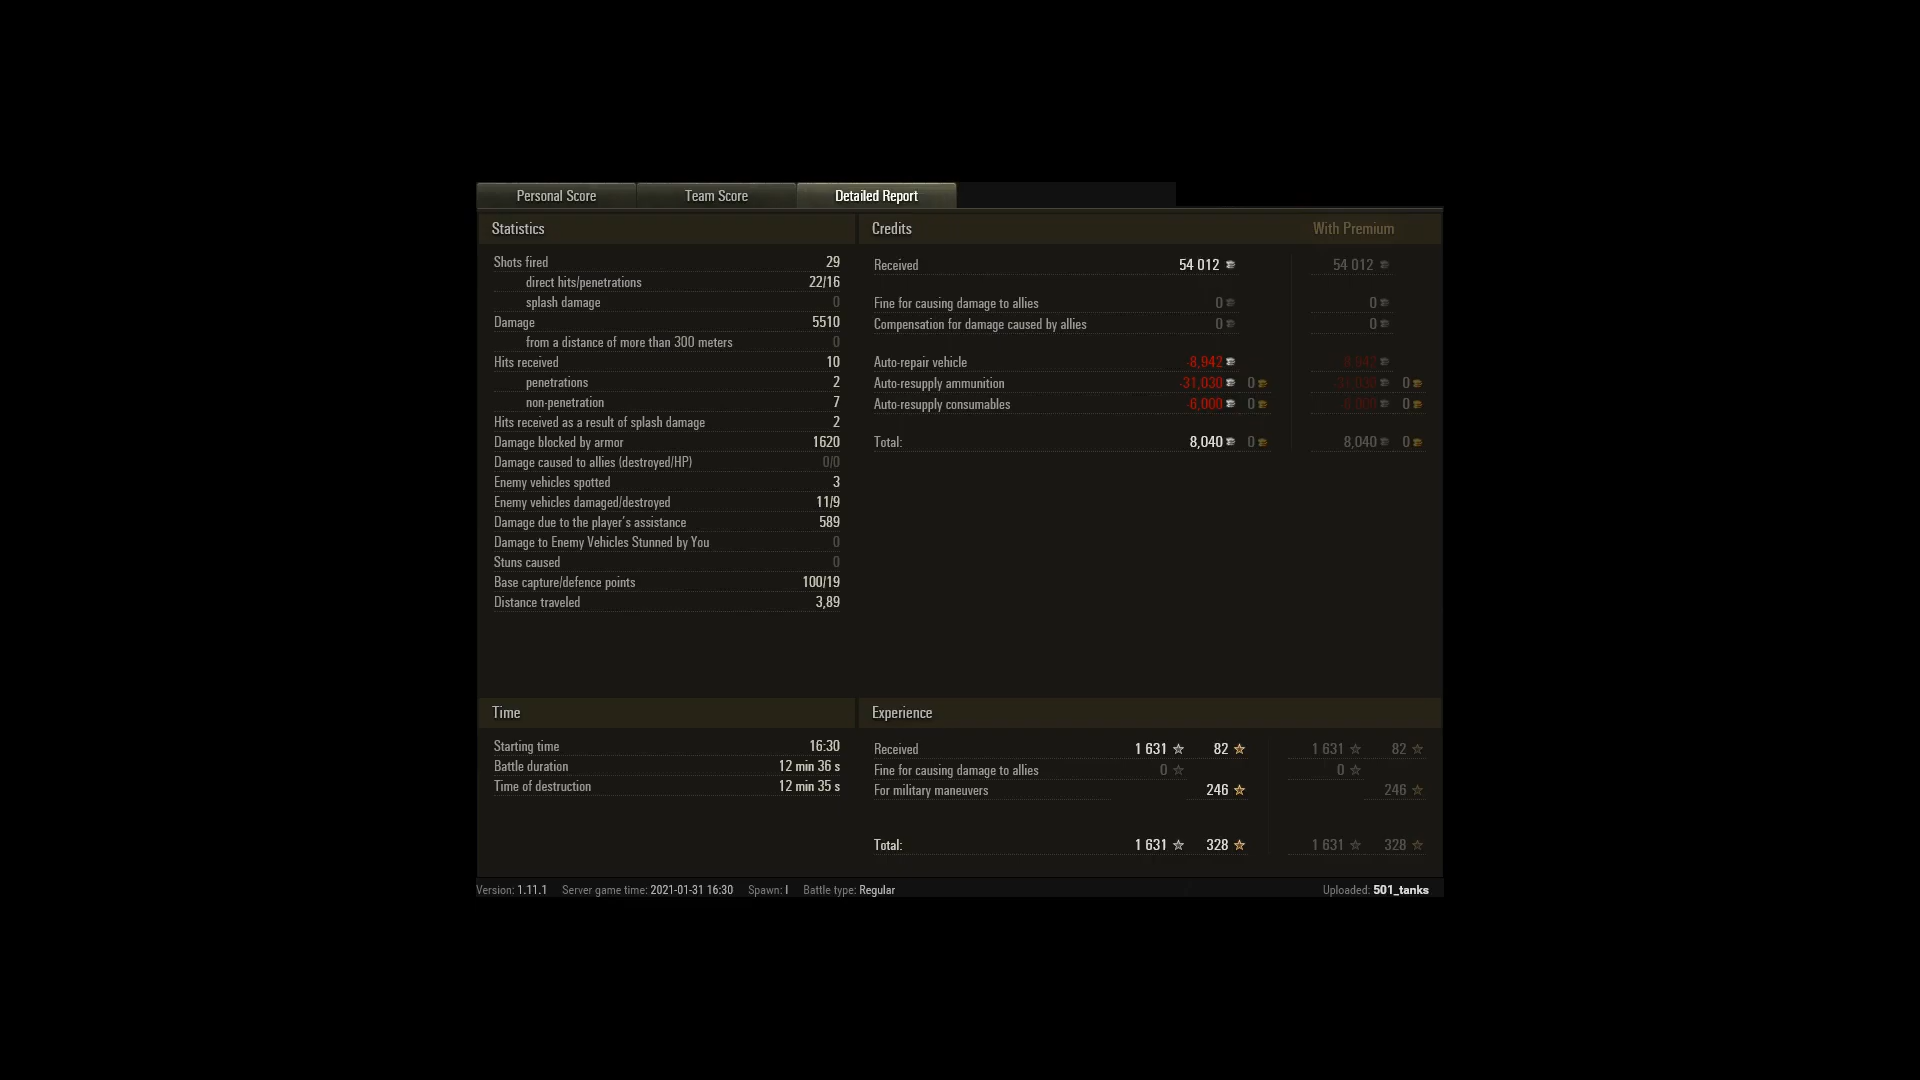 Personal Score Team Score Detailed Report
Statistics
Shots fired 29
direct hits/penetrations 22/16
splash damage 0
Damage 5510
from a distance of more than 300 meters 0
Hits received 10
penetrations 2
non-penetration 7
Hits received as a result of splash damage 2
Damage blocked by armor 1620
Damage caused to allies (destroyed/HP) 0/0
Enemy vehicles spotted 3
Enemy vehicles damaged/destroyed 11/9
Damage due to the player's assistance 589
Damage to Enemy Vehicles Stunned by You 0
Stuns caused 0
Base capture/defence points 100/19
Distance traveled 3,89
Credits With Premium
Received 54 012 54 012
Fine for causing damage to allies 0 0
Compensation for damage caused by allies 0 0
Auto-repair vehicle -8,942 -8,942
Auto-resupply ammunition -31,030 0 -31,030 0
Auto-resupply consumables -6,000 0 -6,000 0
Total: 8,040 0 8,040 0
Time
Starting time 16:30
Battle duration 12 min 36 s
Time of destruction 12 min 35 s
Experience
Received 1 631 82 1 631 82
Fine for causing damage to allies 0 0
For military maneuvers 246 246
Total: 1 631 328 1 631 328
Version: 1.11.1 Server game time: 2021-01-31 16:30 Spawn: I Battle type: Regular Uploaded: 501_tanks